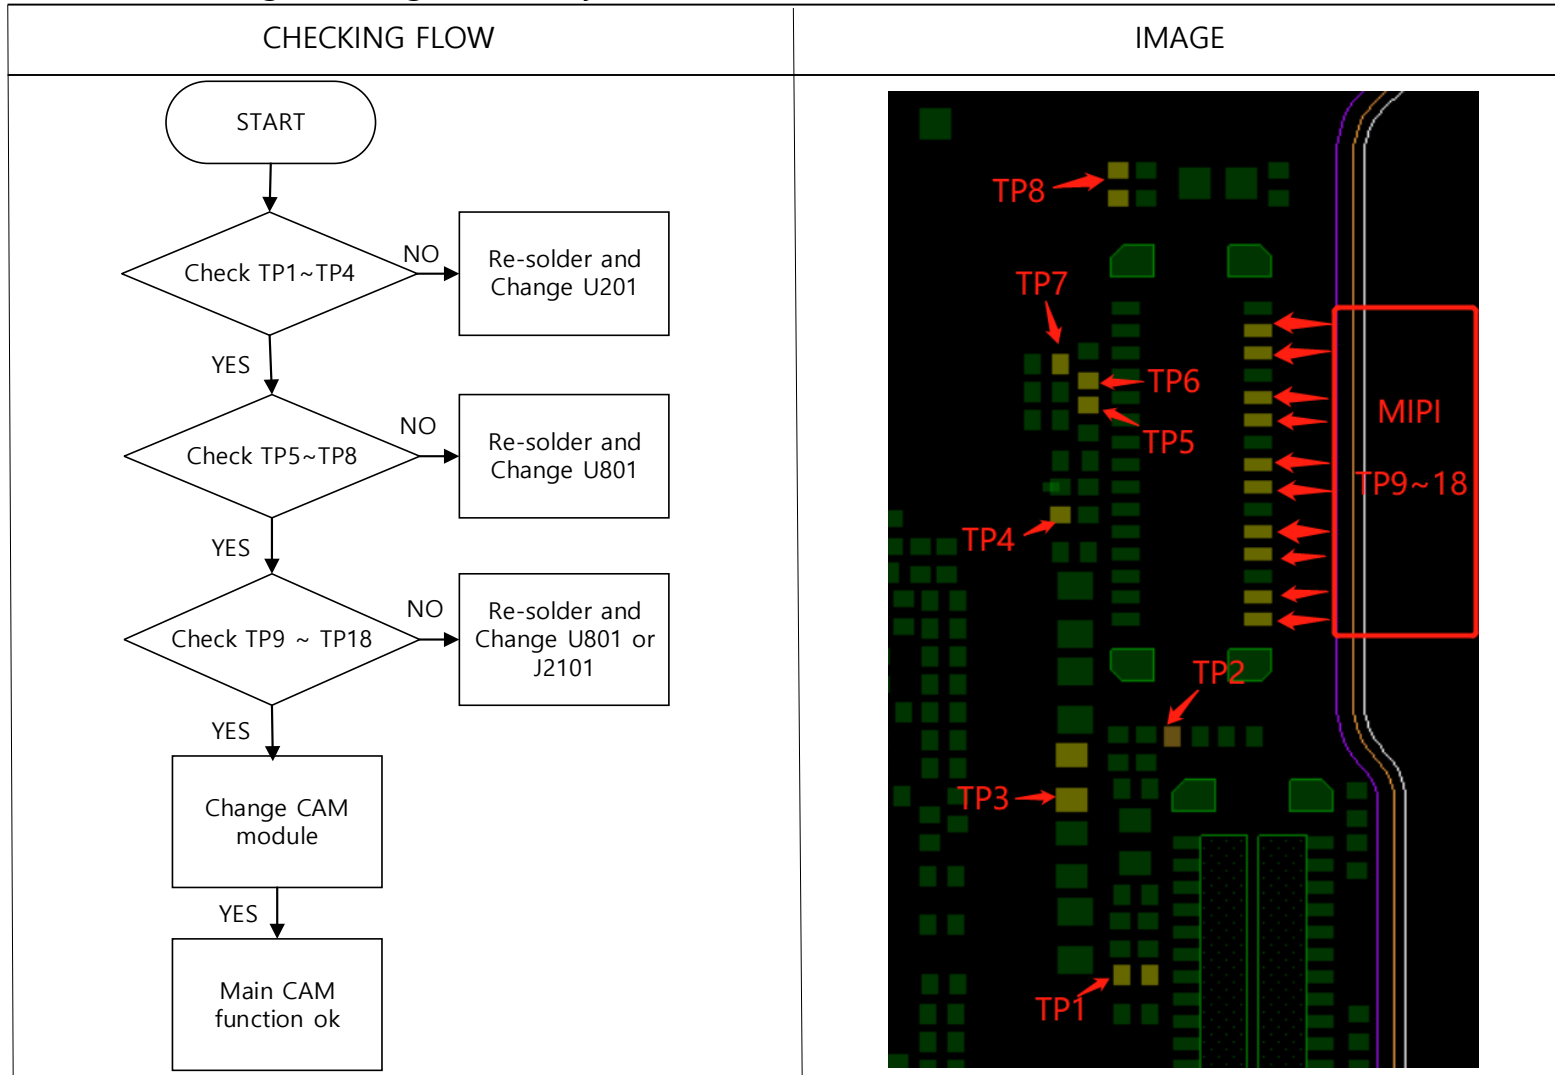 CHECKING FLOW
IMAGE
START
Check TP1~TP4
NO
Re-solder and
Change U201
YES
Check TP5~TP8
NO
Re-solder and
Change U801
YES
Check TP9 ~ TP18
NO
Re-solder and
Change U801 or
J2101
YES
Change CAM
module
YES
Main CAM
function ok
TP8
TP7
TP6
TP5
MIPI
TP9~18
TP4
TP2
TP3
TP1